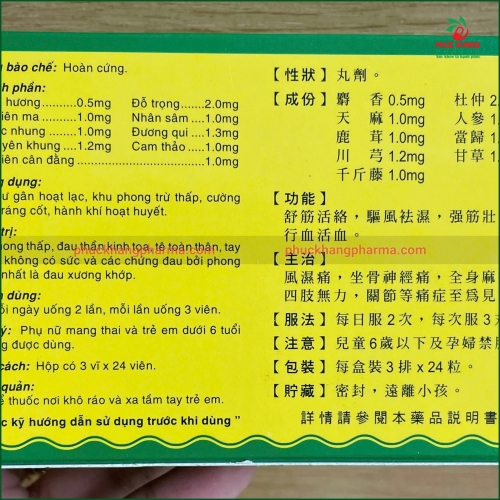 PHUC KHANG
bào chế: Hoàn cứng.
phần:
hương..........0.5mg Đỗ trọng..........2.0mg
ên ma..........1.0mg Nhân sâm.......1.0mg
c nhung........1.0mg Đương qui.......1.3mg
yên khung....1.2mg Cam thảo........1.0mg
iên cân đằng.............................1.0mg
dụng:
ư gân hoạt lạc, khu phong trừ thấp, cường
ráng cốt, hành khí hoạt huyết.
trị:
hong thấp, đau thần kinh tọa, tê toàn thân, tay
không có sức và các chứng đau bởi phong
nhất là đau xương khớp.
dùng:
ỗi ngày uống 2 lần, mỗi lần uống 3 viên.
ý: Phụ nữ mang thai và trẻ em dưới 6 tuổi
g được dùng.
cách: Hộp có 3 vĩ x 24 viên.
quản:
ể thuốc nơi khô ráo và xa tầm tay trẻ em.
c kỹ hướng dẫn sử dụng trước khi dùng "
【性狀】丸劑。
【成份】麝 香 0.5mg 杜仲 2
天 麻 1.0mg 人參
鹿 茸 1.0mg 當歸
川 芎 1.2mg 甘草
千斤藤 1.0mg
【功能】
舒筋活絡，驅風祛濕，强筋壯
行血活血。
【主治】
風濕痛，坐骨神經痛，全身麻
四肢無力，關節等痛症至爲見
【服法】每日服2次，每次服3
【注意】兒童6歲以下及孕婦禁服
【包裝】每盒裝3排x24粒。
【貯藏】密封，遠離小孩。
詳情請參閱本藥品説明書
phuckhangpharma.com
phuckhangpharma.com